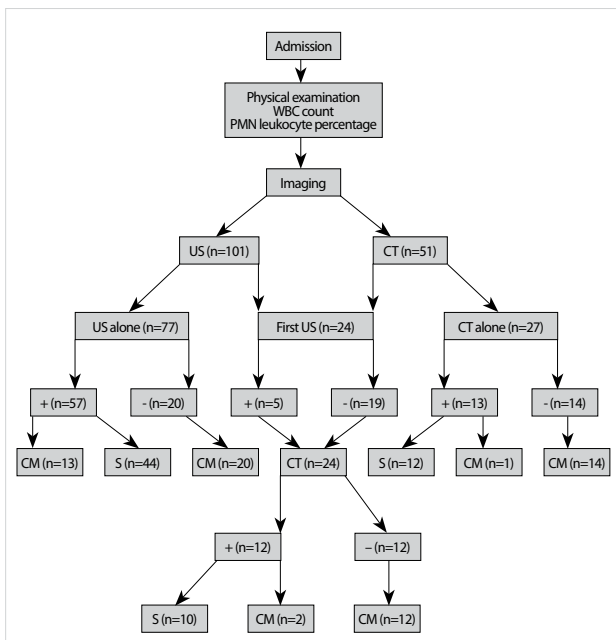 Admission
Physical examination
WBC count
PMN leukocyte percentage
Imaging
US (n=101)
CT (n=51)
US alone (n=77)
First US (n=24)
CT alone (n=27)
+ (n=57)
- (n=20)
+ (n=5)
- (n=19)
+ (n=13)
- (n=14)
CM (n=13)
S (n=44)
CM (n=20)
CT (n=24)
S (n=12)
CM (n=1)
CM (n=14)
+ (n=12)
– (n=12)
S (n=10)
CM (n=2)
CM (n=12)